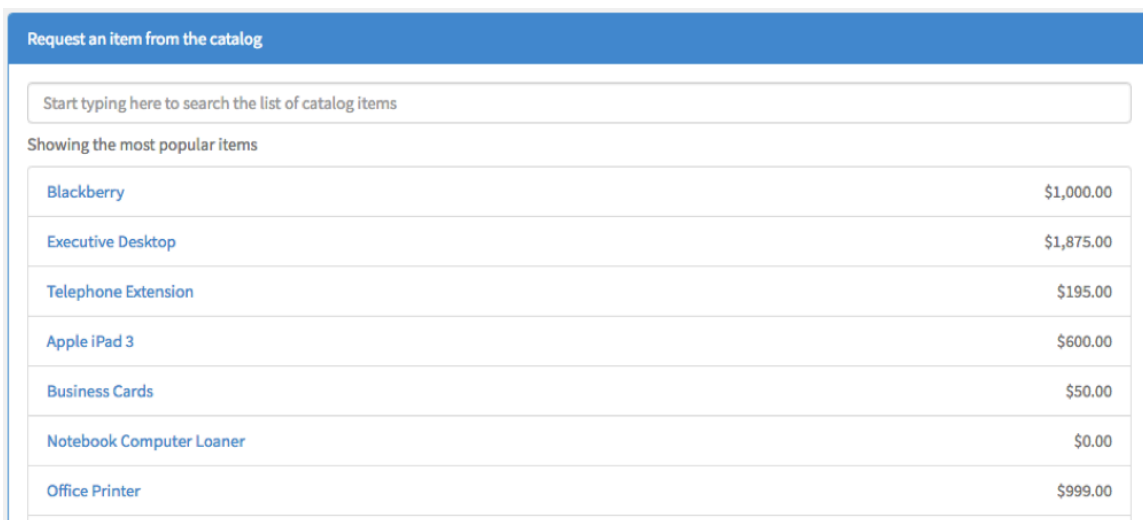 Request an item from the catalog
Start typing here to search the list of catalog items
Showing the most popular items
Blackberry $1,000.00
Executive Desktop $1,875.00
Telephone Extension $195.00
Apple iPad 3 $600.00
Business Cards $50.00
Notebook Computer Loaner $0.00
Office Printer $999.00